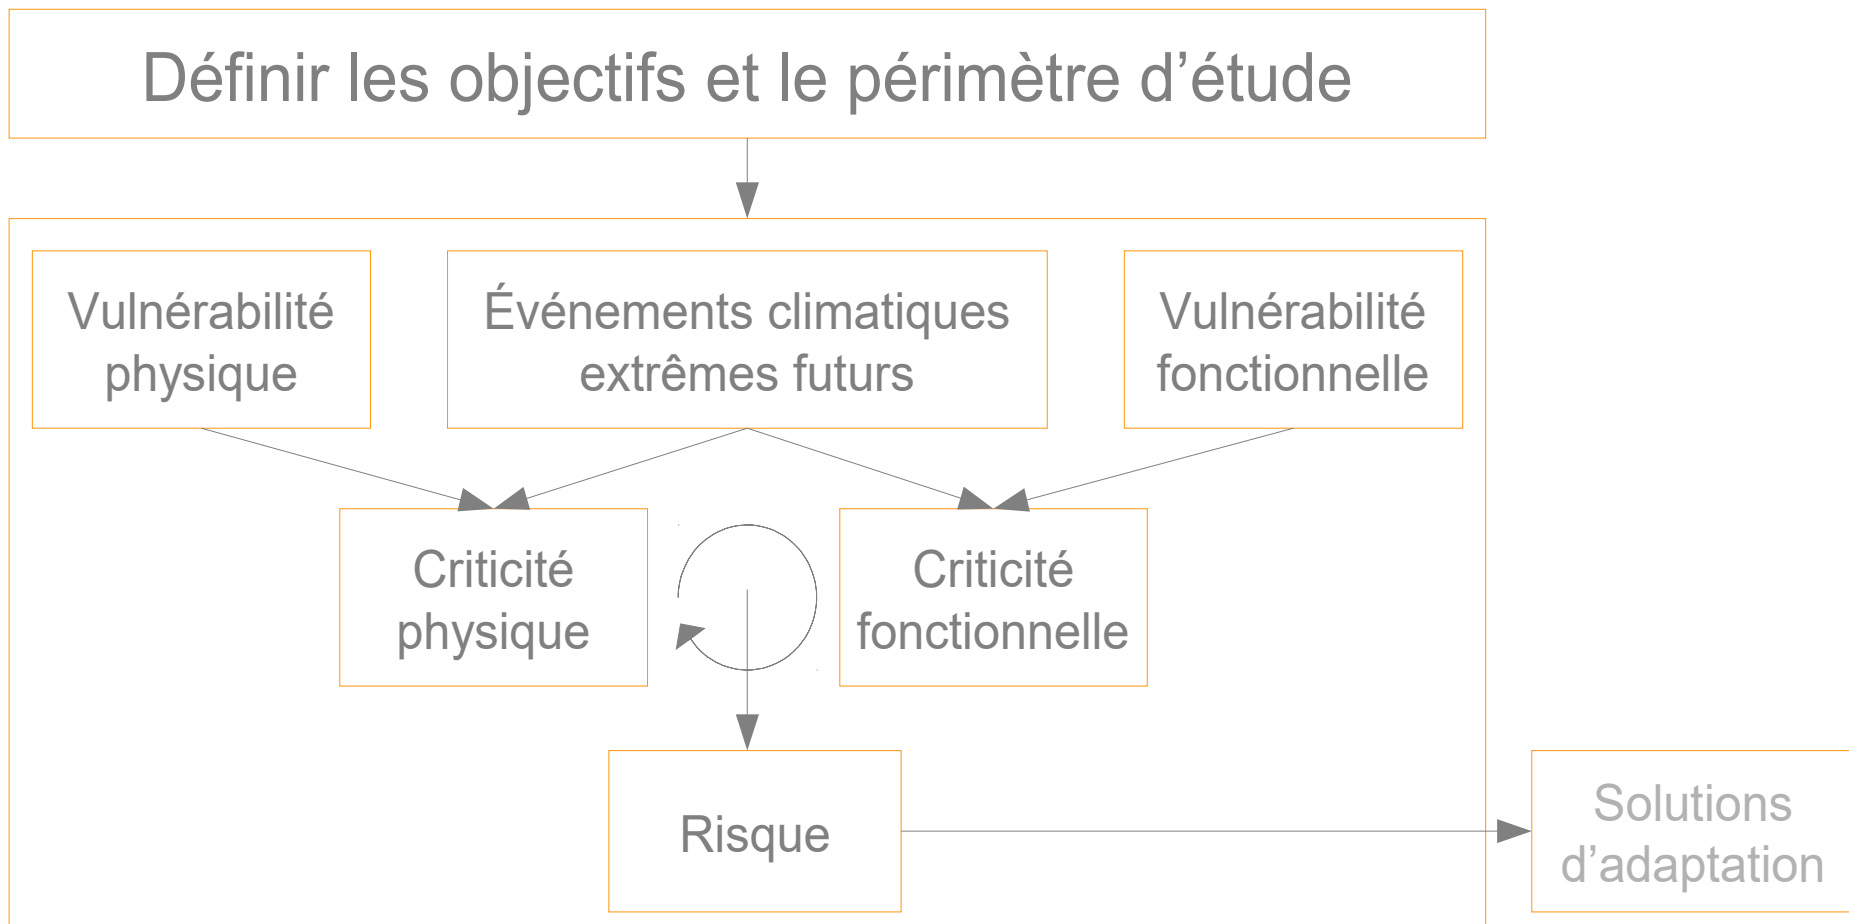 Définir les objectifs et le périmètre d’étude
Vulnérabilité
physique
Événements climatiques
extrêmes futurs
Vulnérabilité
fonctionnelle
Criticité
physique
Criticité
fonctionnelle
Risque
Solutions
d’adaptation